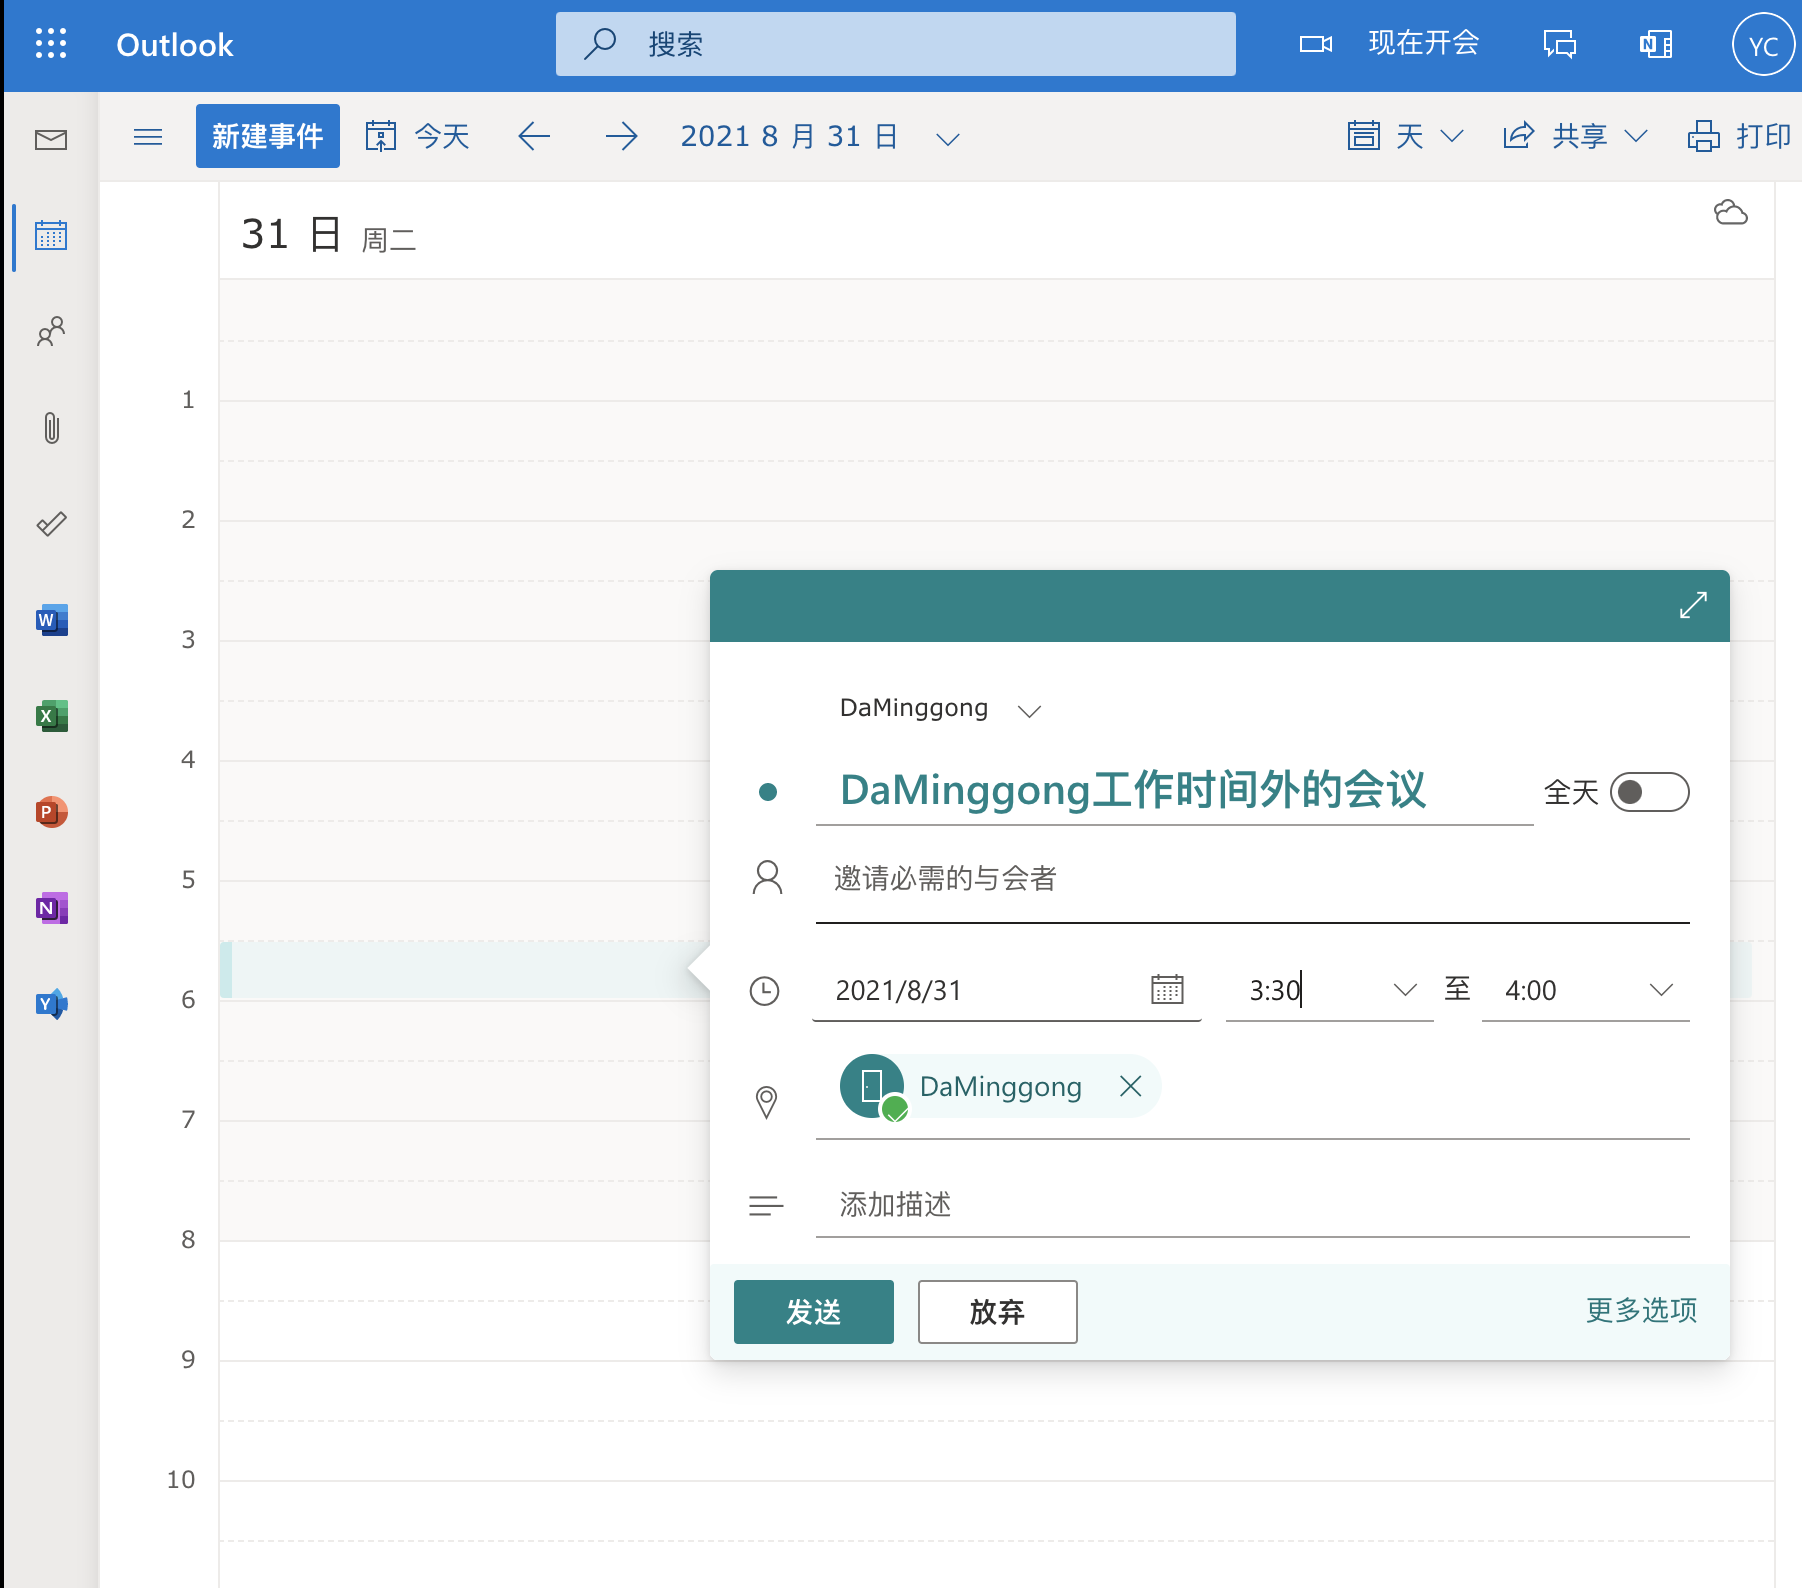 Outlook
搜索
现在开会
YC
新建事件
今天
2021 8 月 31 日
天
共享
打印
31 日 周二
1
2
3
4
5
6
7
8
9
10
DaMinggong
DaMinggong工作时间外的会议
全天
邀请必需的与会者
2021/8/31
3:30
至
4:00
DaMinggong
添加描述
发送
放弃
更多选项
W
X
P
N
Y
N